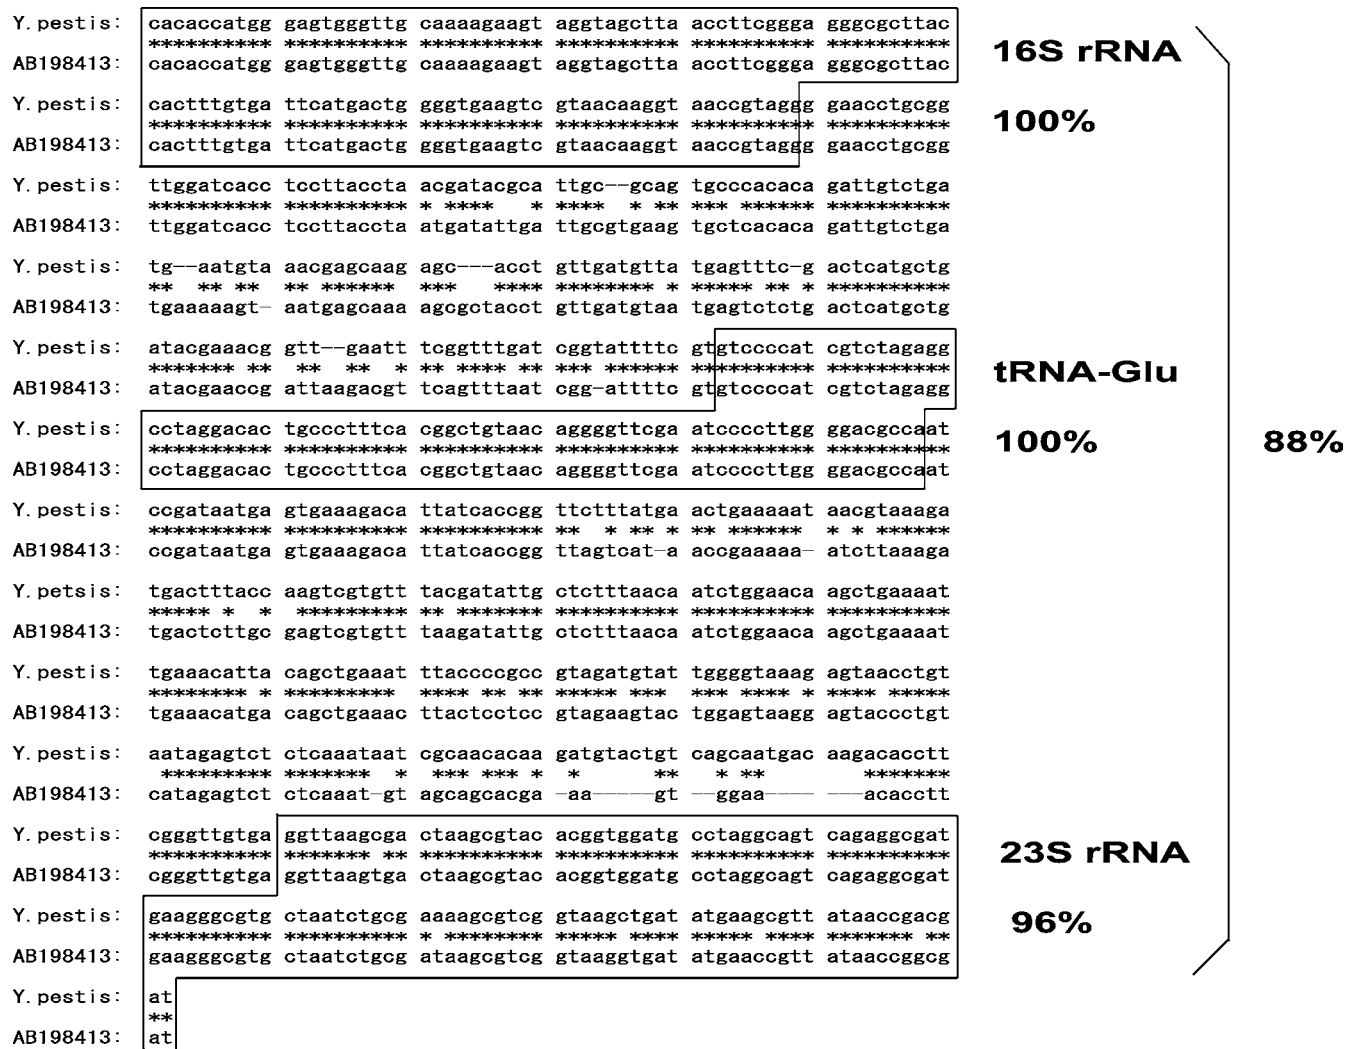 Y.pestis: cacaccatgg gagtgggttg caaaagaagt aggtagctta accttcggga gggcgcttac
********** ********** ********** ********** ********** **********
AB198413: cacaccatgg gagtgggttg caaaagaagt aggtagctta accttcggga gggcgcttac
16S rRNA
Y.pestis: cactttgtga ttcatgactg gggtgaagtc gtaacaaggt aaccgtaggg gaacctgcgg
********** ********** ********** ********** ********** **********
AB198413: cactttgtga ttcatgactg gggtgaagtc gtaacaaggt aaccgtaggg gaacctgcgg
100%
Y.pestis: ttggatcacc tccttaccta acgatacgca ttgc--gcag tgcccacaca gattgtctga
********** ********** * ****   * ****  * ** *** ****** **********
AB198413: ttggatcacc tccttaccta atgatattga ttgcgtgaag tgctcacaca gattgtctga
Y.pestis: tg--aatgta aacgagcaag agc---acct gttgatgtta tgagtttc-g actcatgctg
**  ** **  ** ****** ***   **** ******** * ***** ** * **********
AB198413: tgaaaaagt- aatgagcaaa agcgctacct gttgatgtaa tgagtctctg actcatgctg
Y.pestis: atacgaaacg ggtt-gaattt tcggtttgat cggtattttc gtgtccccat cgtctagagg
******* ** ** ** * * **** ** *** ****** ********** **********
AB198413: atacgaaccg attaagacgt tcagtttaat cgg-attttc gtgtccccat cgtctagagg
tRNA-Glu
Y.pestis: cctaggacac tgccctttca cggctgtaac aggggttcga atccccttgg ggacgccaat
********** ********** ********** ********** ********** **********
AB198413: cctaggacac tgccctttca cggctgtaac aggggttcga atccccttgg ggacgccaat
100%
88%
Y.pestis: ccgataatga gtgaaagaca ttatcaccgg ttctttatga actgaaaaat aacgtaaaga
********** ********** ********** **  * ** * ** ******  * * ******
AB198413: ccgataatga gtgaaagaca ttatcaccgg ttagtcat-a accgaaaaa- atcttaaaga
Y.petsis: tgactttacc aagtcgtgtt tacgatattg ctctttaaca atctggaaca agctgaaaat
***** *  *  ********* ** ******* ********** ********** **********
AB198413: tgactcttgc gagtcgtgtt taagatattg ctctttaaca atctggaaca agctgaaaat
Y.pestis: tgaaacatta cagctgaaat ttaccccgcc gtagatgtat tggggtaaag agtaacctgt
******** * *********  **** ** ** ***** ***  *** **** * **** *****
AB198413: tgaaacatga cagctgaaac ttactcctcc gtagaagtac tggagtaagg agtaccctgt
Y.pestis: aatagagtct ctcaaataat cgcaacacaa gatgtactgt cagcaatgac aagacacctt
********* *******  *  *** *** *  *      **   * **       *******
AB198413: catagagtct ctcaaat-gt agcagcacga -aa-----gt --ggaa---- ---acacctt
Y.pestis: cgggttgtga ggttaagcga ctaagcgtac acggtggatg cctaggcagt cagaggcgat
********** ******* ** ********** ********** ********** **********
AB198413: cgggttgtga ggttaagtga ctaagcgtac acggtggatg cctaggcagt cagaggcgat
23S rRNA
Y.pestis: gaagggcgtg ctaatctgcg aaaagcgtcg gtaagctgat atgaagcgtt ataaccgacg
********** ********** * ******** ***** **** ***** **** ******* **
AB198413: gaagggcgtg ctaatctgcg ataagcgtcg gtaaggtgat atgaaccgtt ataaccggcg
96%
Y.pestis: at
**
AB198413: at